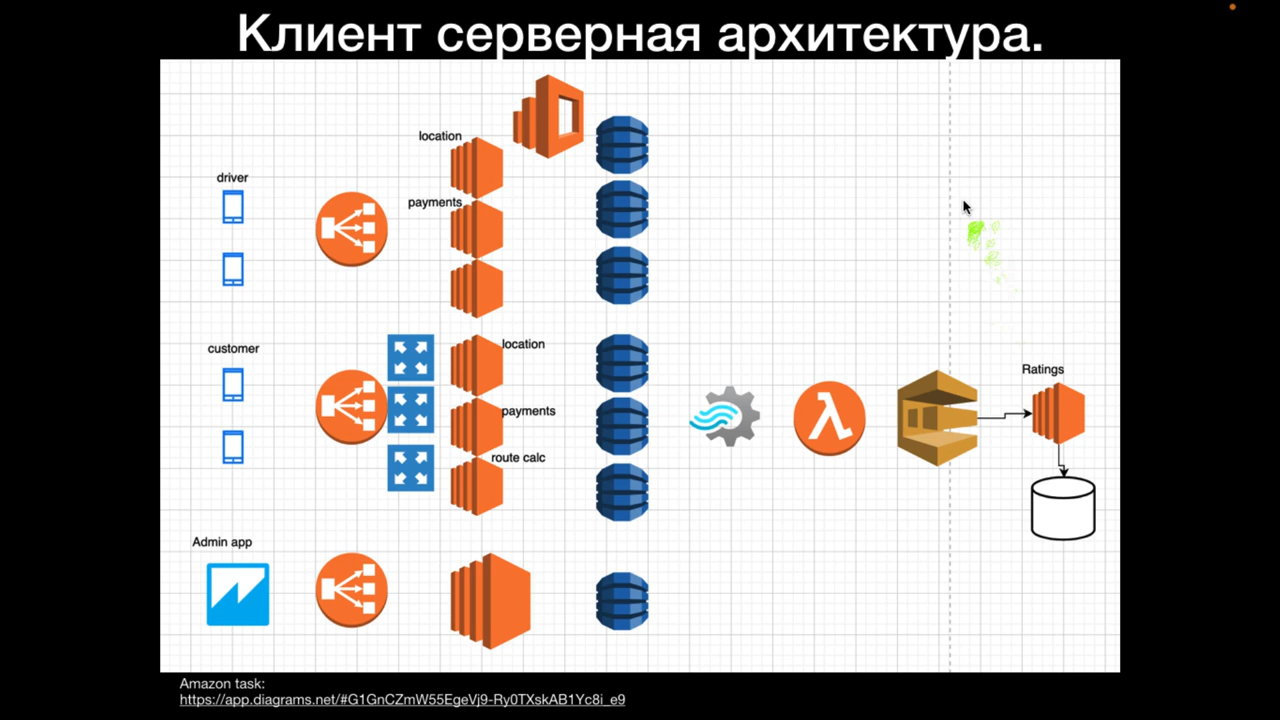 Клиент серверная архитектура.
location
driver
payments
customer
location
payments
route calc
Ratings
Admin app
Amazon task:
https://app.diagrams.net/#G1GnCZmW55EgeVj9-Ry0TXskAB1Yc8i_e9